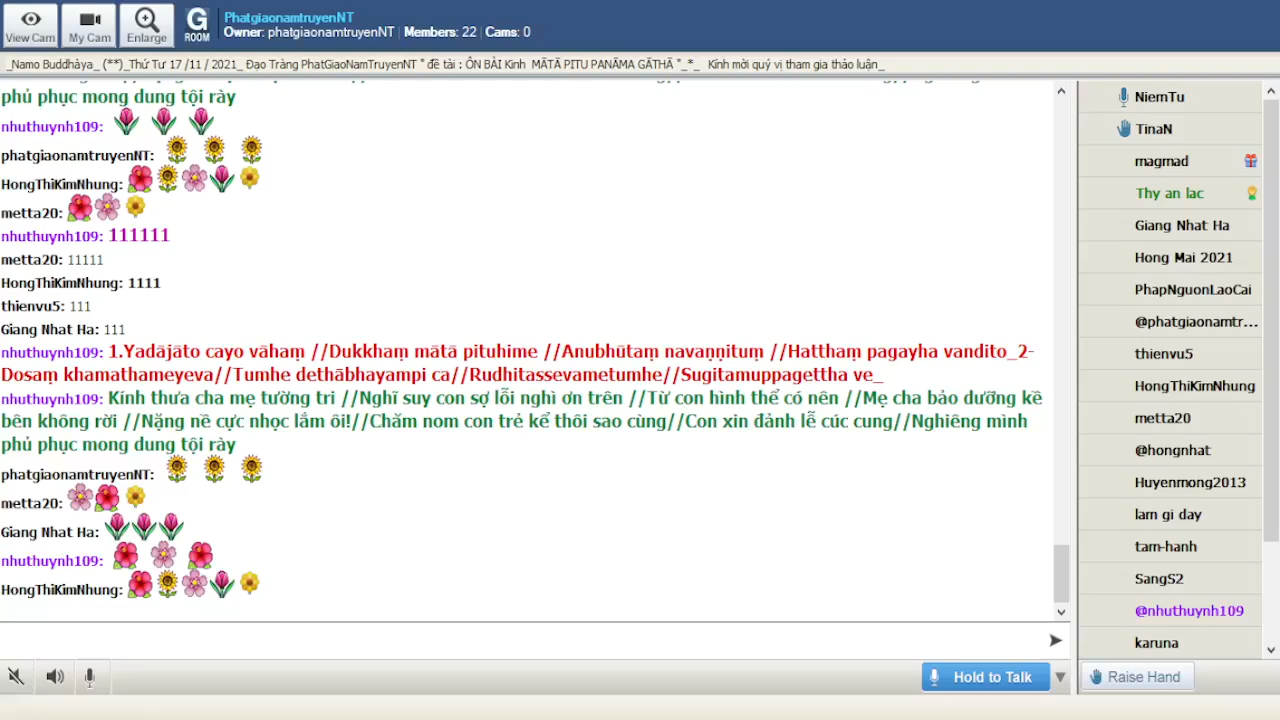 View Cam
My Cam
Enlarge
G
ROOM
PhatgiaonamtruyenNT
Owner: phatgiaonamtruyenNT | Members: 22 | Cams: 0
_Namo Buddhàya_ (**)_Thứ Tư 17 /11 / 2021_ Đạo Tràng PhatGiaoNamTruyenNT " đề tài : ÔN BÀI Kinh MĀTĀ PITU PANĀMA GĀTHĀ "_*_ Kính mời quý vị tham gia thảo luận_
phủ phục mong dung tội rày
nhuthuynh109:
phatgiaonamtruyenNT:
HongThiKimNhung:
metta20:
nhuthuynh109: 111111
metta20: 11111
HongThiKimNhung: 1111
thienvu5: 111
Giang Nhat Ha: 111
nhuthuynh109: 1.Yadājāto cayo vāhaṃ //Dukkhaṃ mātā pituhime //Anubhūtaṃ navaṇṇituṃ //Hatthaṃ pagayha vandito_2-
Dosaṃ khamathameyeva//Tumhe dethābhayampi ca//Rudhitassevametumhe//Sugitamuppagettha ve_
nhuthuynh109: Kính thưa cha mẹ tường tri //Nghĩ suy con sợ lỗi nghì ơn trên //Từ con hình thể có nên //Mẹ cha bảo dưỡng kề
bên không rời //Nặng nề cực nhọc lắm ôi!//Chăm nom con trẻ kể thôi sao cùng//Con xin đảnh lễ cúc cung//Nghiêng mình
phủ phục mong dung tội rày
phatgiaonamtruyenNT:
metta20:
Giang Nhat Ha:
nhuthuynh109:
HongThiKimNhung:
Hold to Talk
NiemTu
TinaN
magmad
Thy an lac
Giang Nhat Ha
Hong Mai 2021
PhapNguonLaoCai
@phatgiaonamtr...
thienvu5
HongThiKimNhung
metta20
@hongnhat
Huyenmong2013
lam gi day
tam-hanh
SangS2
@nhuthuynh109
karuna
Raise Hand